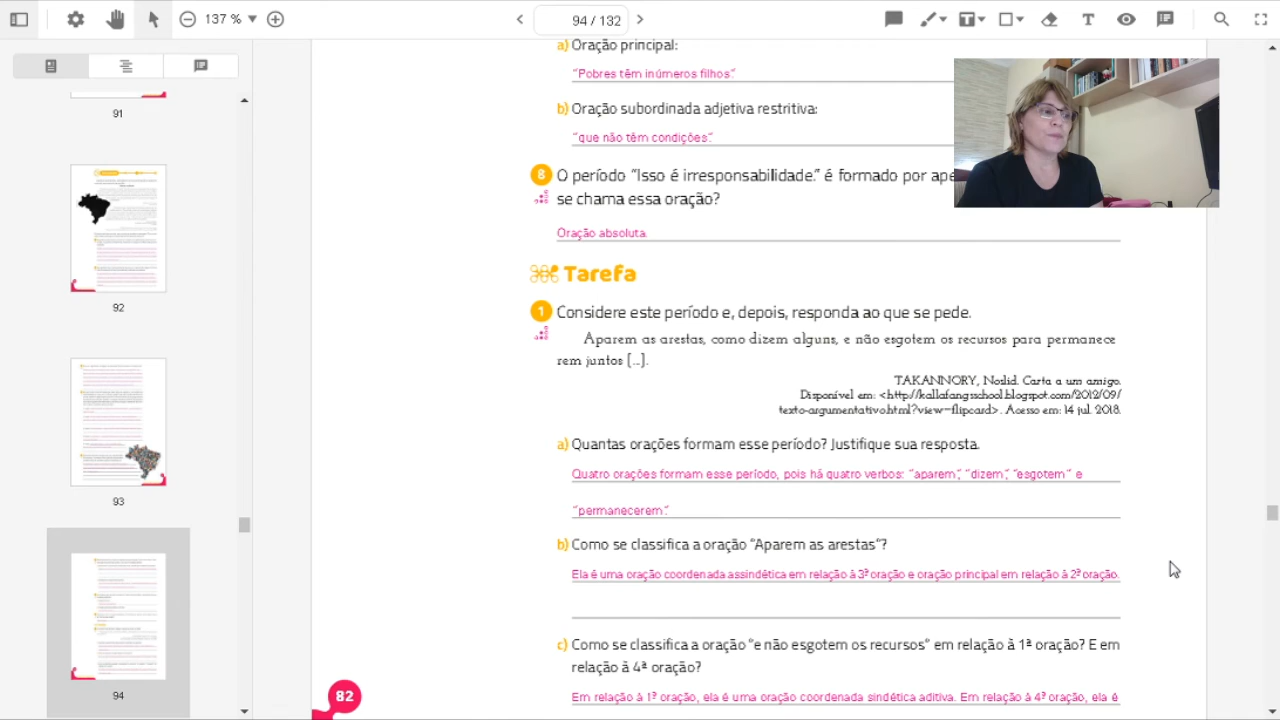 137 %
94 / 132
91
92
93
94
a) Oração principal:
"Pobres têm inúmeros filhos".
b) Oração subordinada adjetiva restritiva:
"que não têm condições".
8 O período "Isso é irresponsabilidade." é formado por
se chama essa oração?
Oração absoluta.
Tarefa
1 Considere este período e, depois, responda ao que se pede.
Aparem as arestas, como dizem alguns, e não esgotem os recursos para permanece
rem juntos [...].
TAKANNORY, Noslid. Carta a um amigo.
Disponível em: <http://kallafangsschool.blogspot.com/2012/09/
texto-argumentativo.html?view=flipcard>. Acesso em: 14 jul. 2018.
a) Quantas orações formam esse período? Justifique sua resposta.
Quatro orações formam esse período, pois há quatro verbos: "aparem", "dizem", "esgotem" e
"permanecerem".
b) Como se classifica a oração "Aparem as arestas"?
Ela é uma oração coordenada assindética em relação à 3ª oração e oração principal em relação à 2ª oração.
c) Como se classifica a oração "e não esgotem os recursos" em relação à 1ª oração? E em
relação à 4ª oração?
Em relação à 1ª oração, ela é uma oração coordenada sindética aditiva. Em relação à 4ª oração, ela é
82